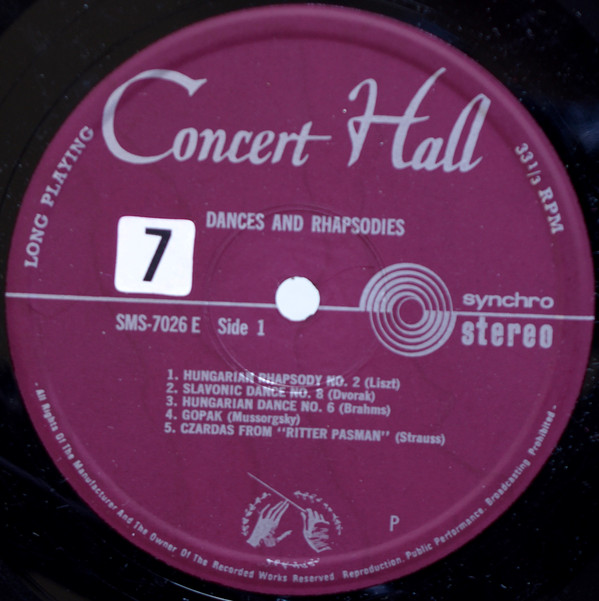 Concert Hall
LONG PLAYING
33 1/3 RPM
DANCES AND RHAPSODIES
7
synchro
stereo
SMS-7026 E Side 1
1. HUNGARIAN RHAPSODY NO. 2 (Liszt)
2. SLAVONIC DANCE NO. 8 (Dvorak)
3. HUNGARIAN DANCE NO. 6 (Brahms)
4. GOPAK (Mussorgsky)
5. CZARDAS FROM "RITTER PASMAN" (Strauss)
P
- All Rights Of The Manufacturer And The Owner Of The Recorded Works Reserved. Reproduction, Public Performance, Broadcasting Prohibited -